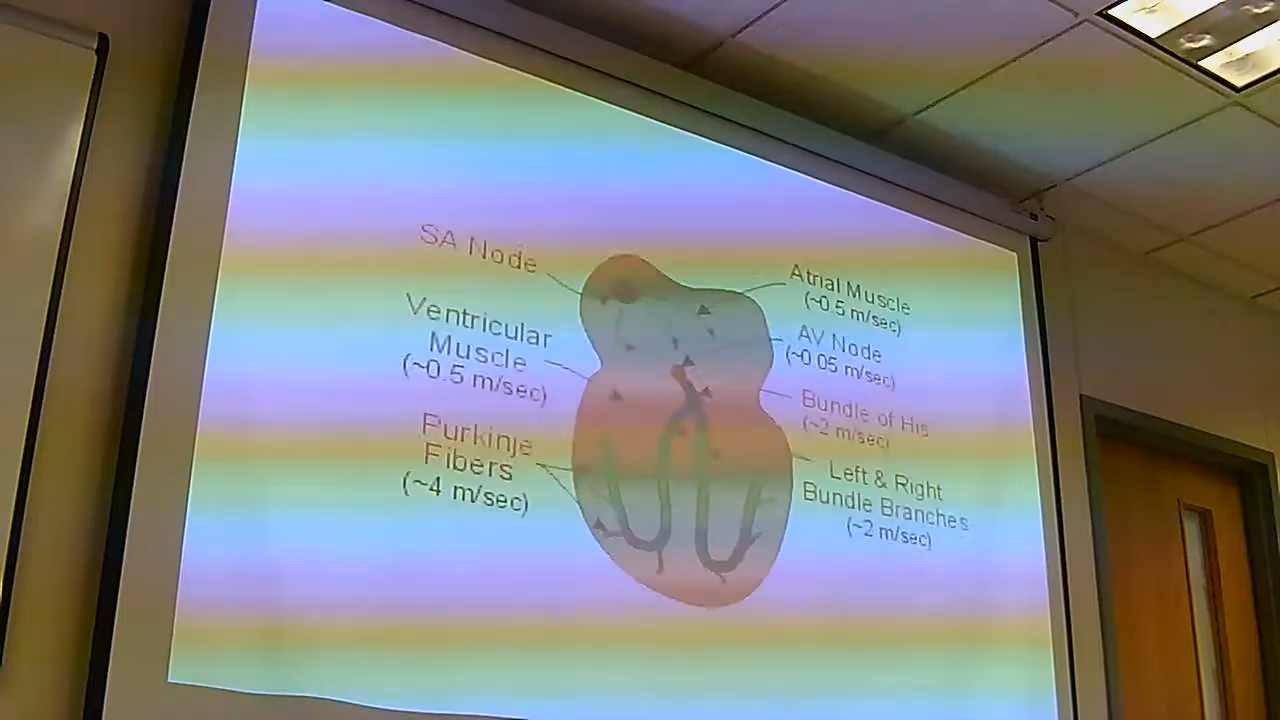 SA Node
Ventricular
Muscle
(~0.5 m/sec)
Purkinje
Fibers
(~4 m/sec)
Atrial Muscle
(~0.5 m/sec)
AV Node
(~0.05 m/sec)
Bundle of His
(~2 m/sec)
Left & Right
Bundle Branches
(~2 m/sec)